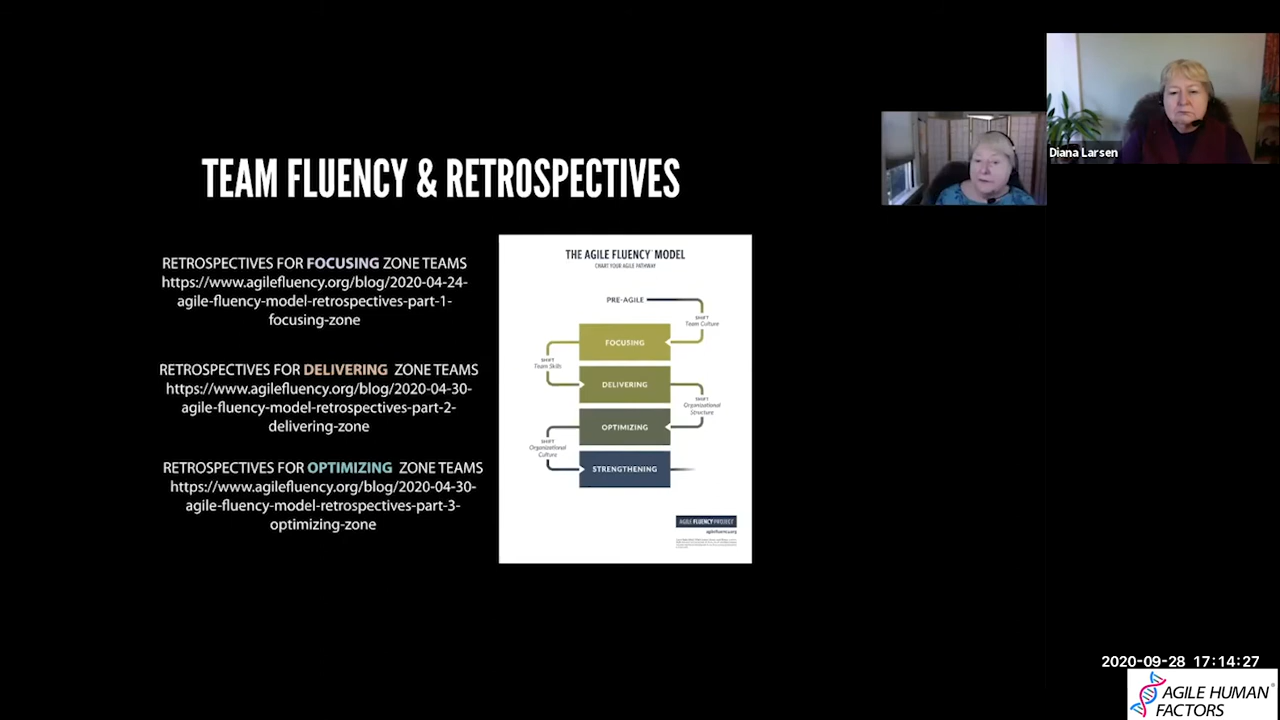 TEAM FLUENCY & RETROSPECTIVES
RETROSPECTIVES FOR FOCUSING ZONE TEAMS
https://www.agilefluency.org/blog/2020-04-24-
agile-fluency-model-retrospectives-part-1-
focusing-zone
RETROSPECTIVES FOR DELIVERING ZONE TEAMS
https://www.agilefluency.org/blog/2020-04-30-
agile-fluency-model-retrospectives-part-2-
delivering-zone
RETROSPECTIVES FOR OPTIMIZING ZONE TEAMS
https://www.agilefluency.org/blog/2020-04-30-
agile-fluency-model-retrospectives-part-3-
optimizing-zone
THE AGILE FLUENCY MODEL
CHART YOUR AGILE PATHWAY
PRE-AGILE
SHIFT
Team Culture
FOCUSING
SHIFT
Team Skills
DELIVERING
SHIFT
Organizational
Structure
OPTIMIZING
SHIFT
Organizational
Culture
STRENGTHENING
AGILE FLUENCY PROJECT
agilefluency.org
Diana Larsen
2020-09-28 17:14:27
AGILE HUMAN
FACTORS